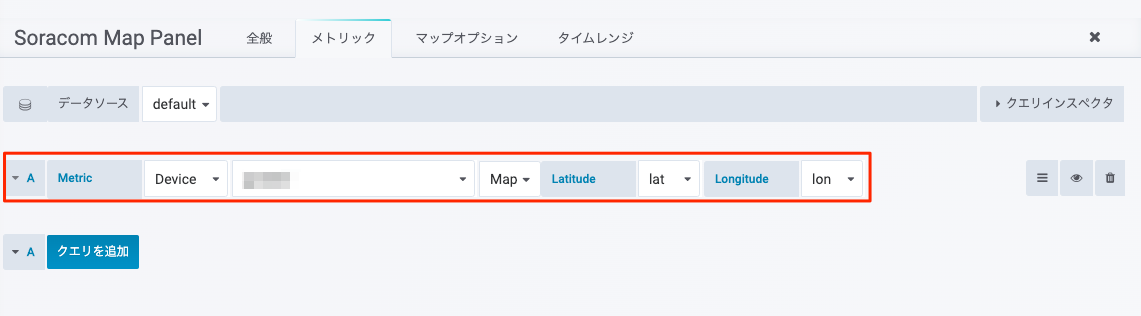 Soracom Map Panel 全般 メトリック マップオプション タイムレンジ
データソース default クエリインスペクタ
A Metric Device Map Latitude lat Longitude lon
A クエリを追加